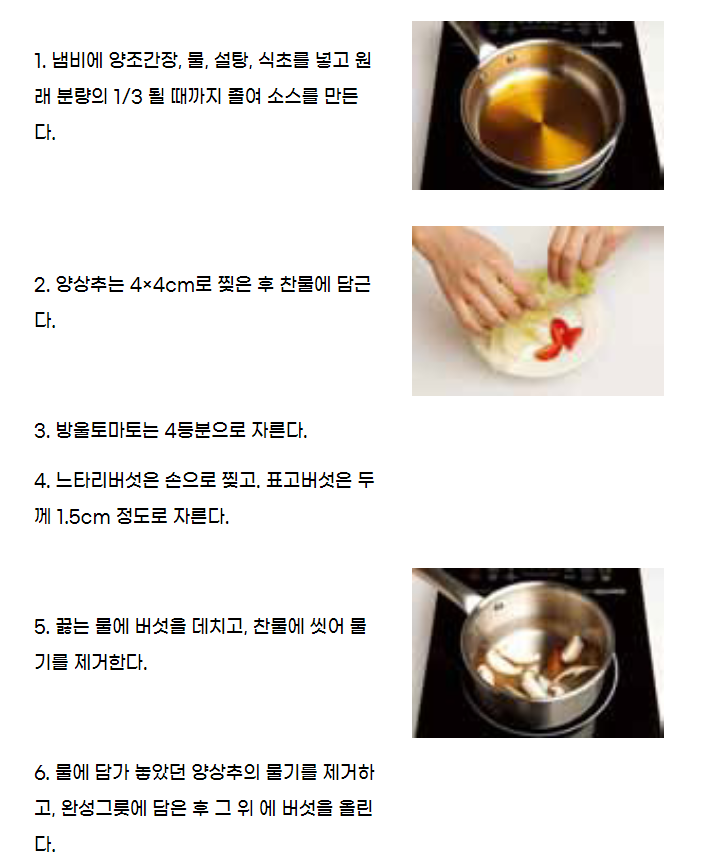 1. 냄비에 양조간장, 물, 설탕, 식초를 넣고 원
래 분량의 1/3 될 때까지 졸여 소스를 만든
다.
2. 양상추는 4×4cm로 찢은 후 찬물에 담근
다.
3. 방울토마토는 4등분으로 자른다.
4. 느타리버섯은 손으로 찢고. 표고버섯은 두
께 1.5cm 정도로 자른다.
5. 끓는 물에 버섯을 데치고, 찬물에 씻어 물
기를 제거한다.
6. 물에 담가 놓았던 양상추의 물기를 제거하
고, 완성그릇에 담은 후 그 위 에 버섯을 올린
다.